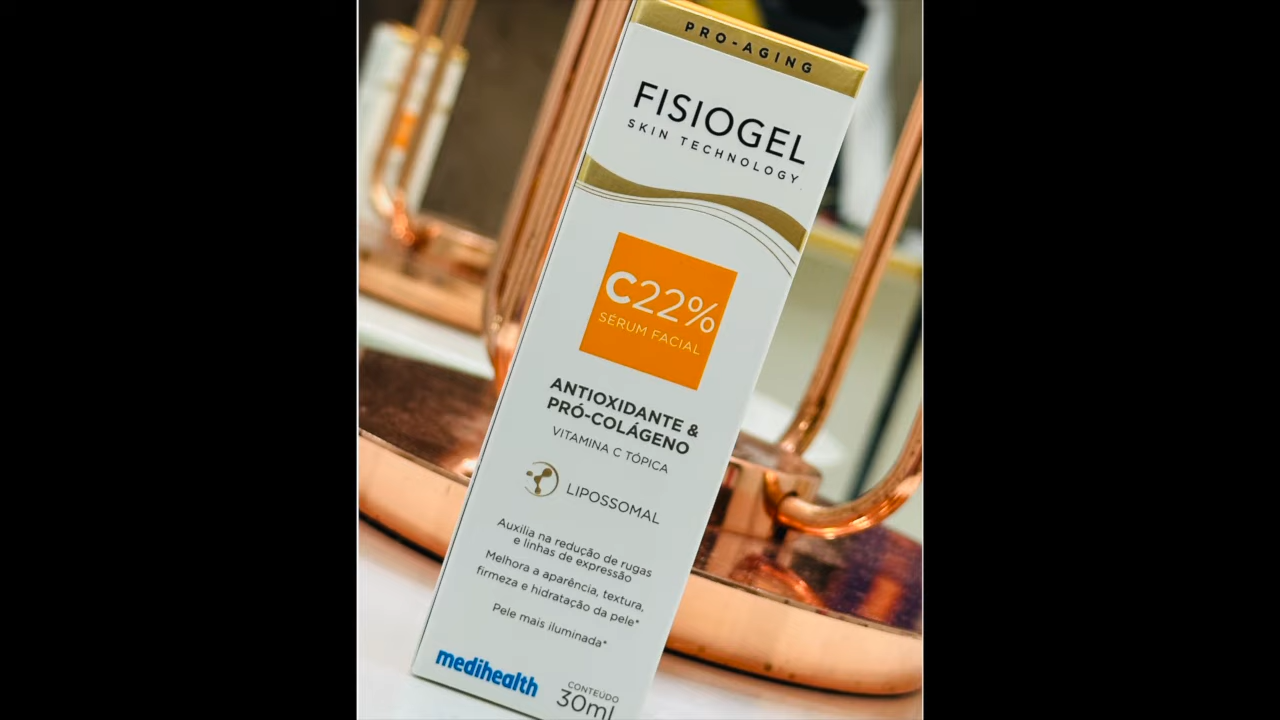 PRO-AGING
FISIOGEL
SKIN TECHNOLOGY
C22%
SÉRUM FACIAL
ANTIOXIDANTE &
PRÓ-COLÁGENO
VITAMINA C TÓPICA
LIPOSSOMAL
Auxilia na redução de rugas
e linhas de expressão
Melhora a aparência, textura,
firmeza e hidratação da pele*
Pele mais iluminada*
medihealth
CONTEÚDO
30ml